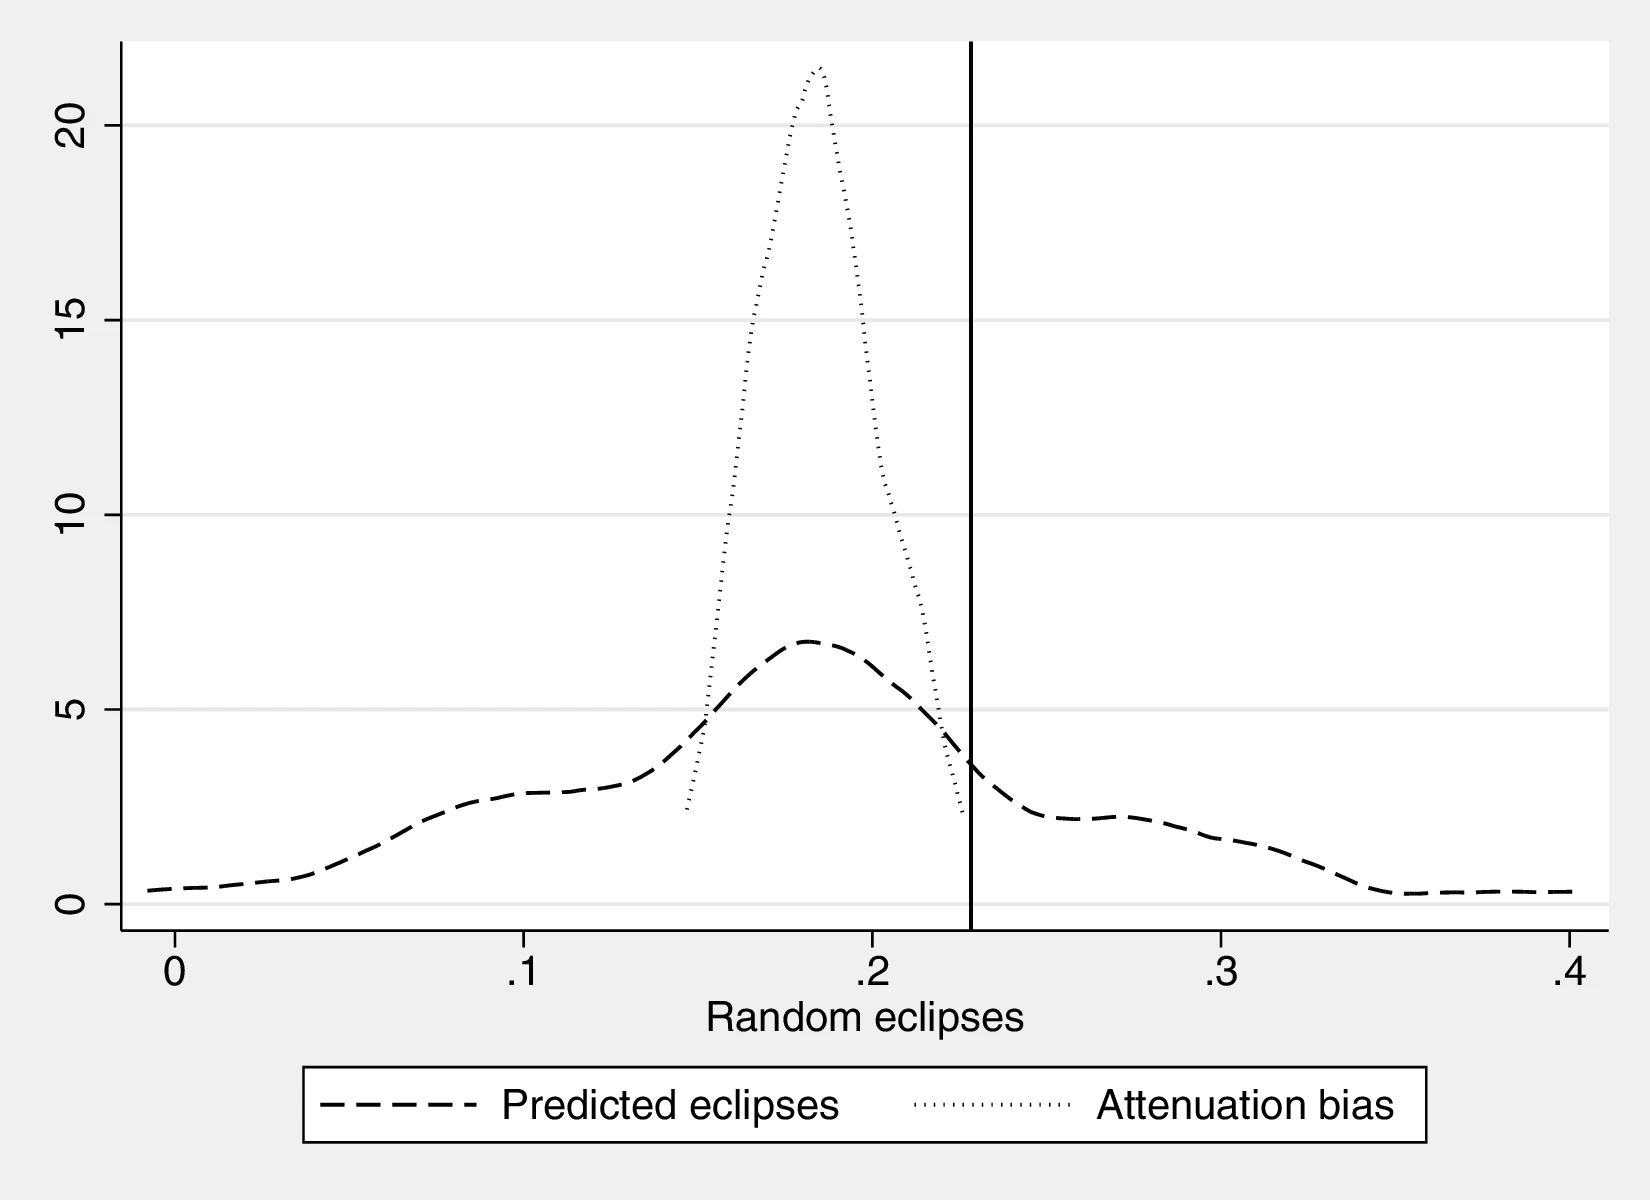 20
15
10
5
0
0 .1 .2 .3 .4
Random eclipses
Predicted eclipses Attenuation bias